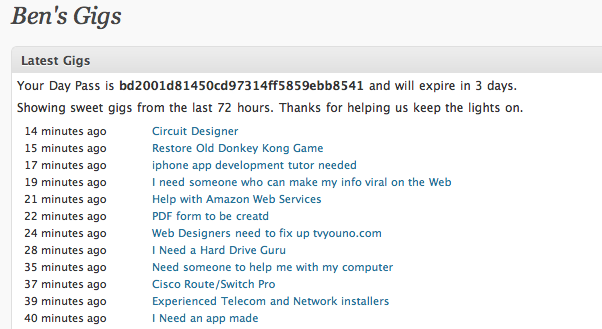 Ben's Gigs
Latest Gigs
Your Day Pass is bd2001d81450cd97314ff5859ebb8541 and will expire in 3 days.
Showing sweet gigs from the last 72 hours. Thanks for helping us keep the lights on.
14 minutes ago Circuit Designer
15 minutes ago Restore Old Donkey Kong Game
17 minutes ago iphone app development tutor needed
19 minutes ago I need someone who can make my info viral on the Web
21 minutes ago Help with Amazon Web Services
22 minutes ago PDF form to be creatd
24 minutes ago Web Designers need to fix up tvyouno.com
28 minutes ago I Need a Hard Drive Guru
35 minutes ago Need someone to help me with my computer
37 minutes ago Cisco Route/Switch Pro
39 minutes ago Experienced Telecom and Network installers
40 minutes ago I Need an app made